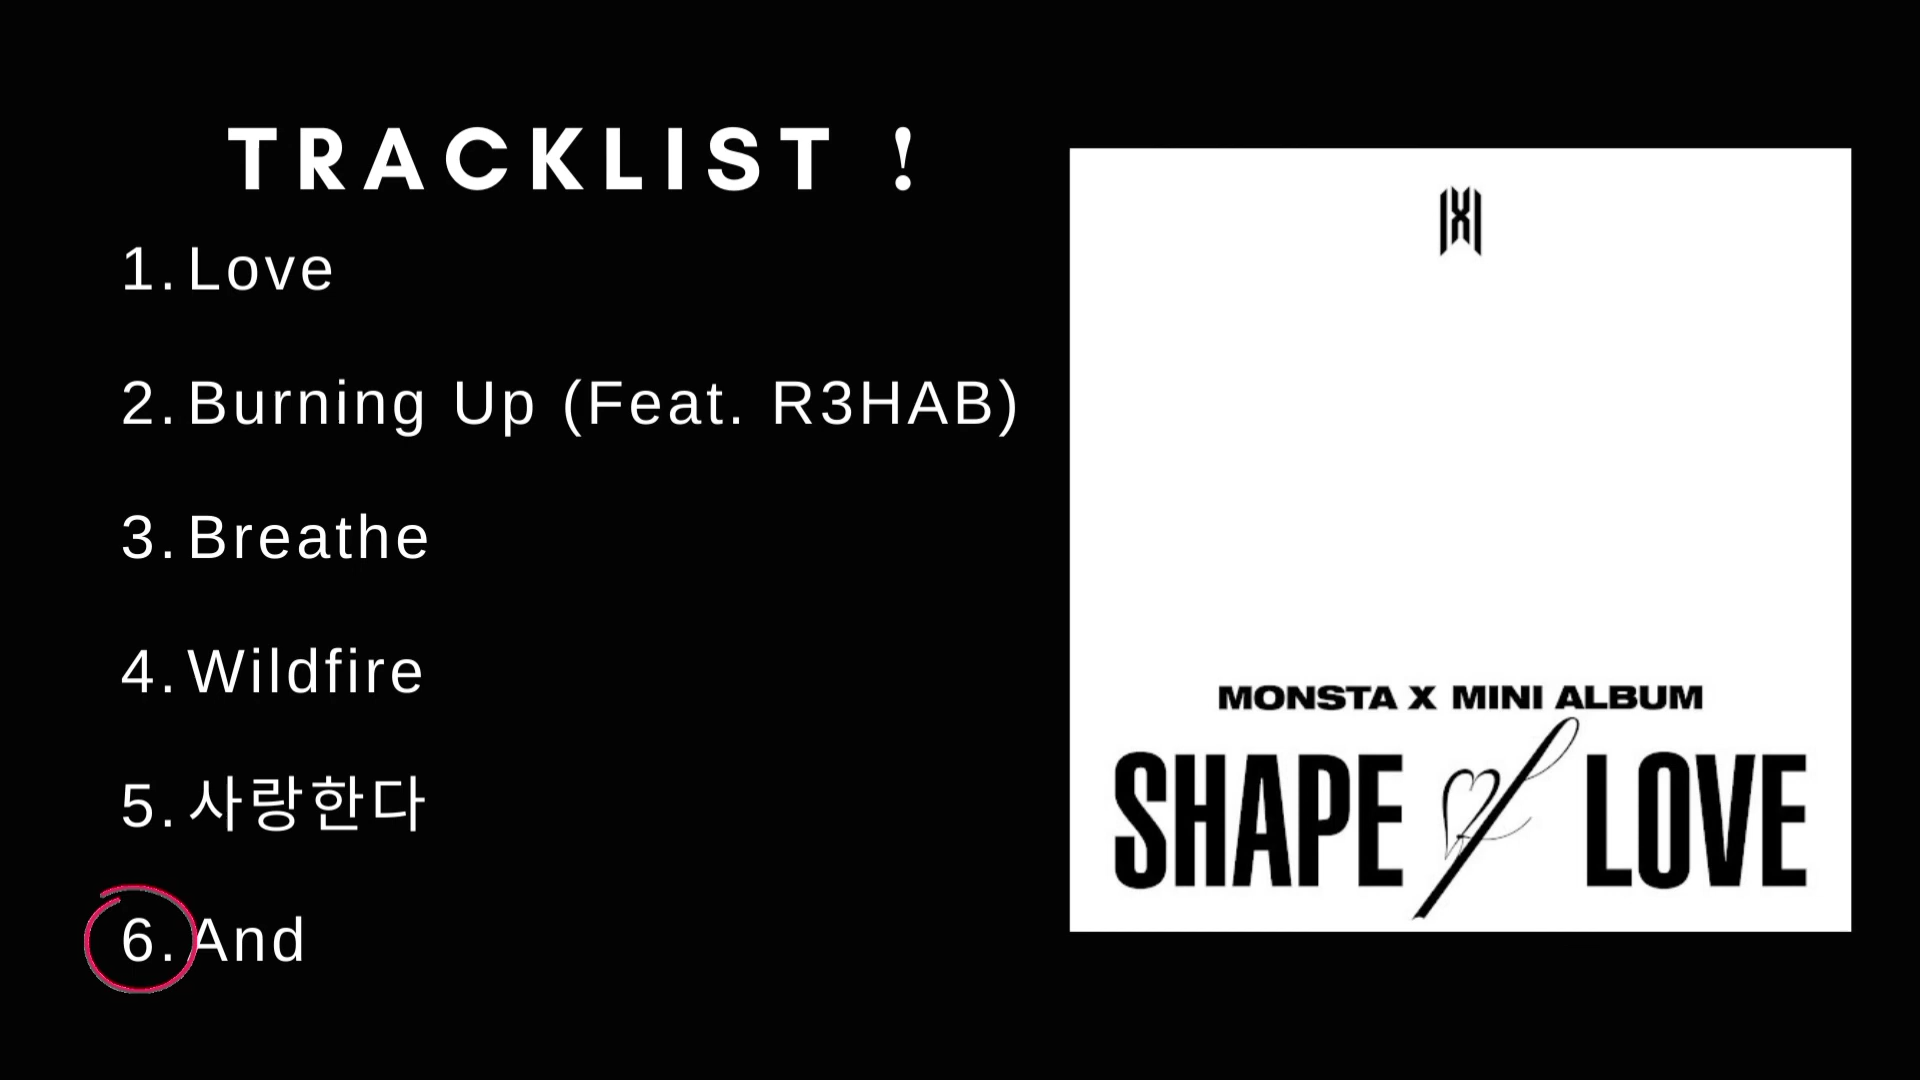 TRACKLIST !
1. Love
2. Burning Up (Feat. R3HAB)
3. Breathe
4. Wildfire
5. 사랑한다
6. And
MONSTA X MINI ALBUM
SHAPE of LOVE